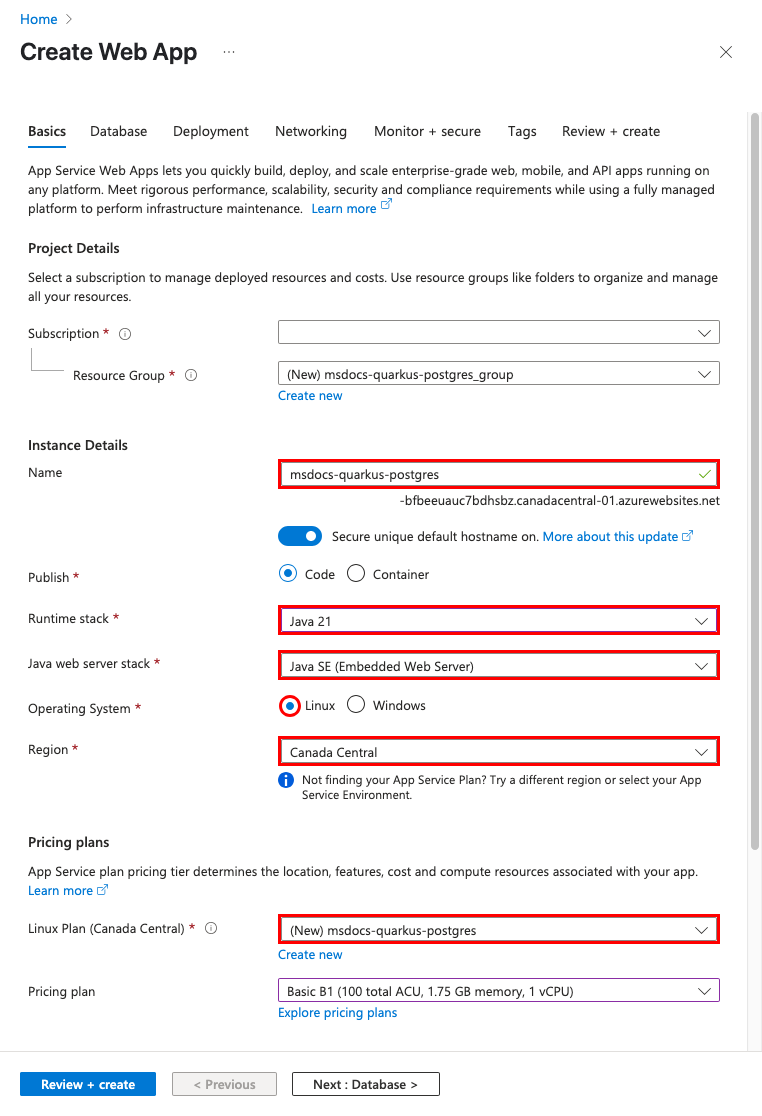 Home
Create Web App ...
Basics Database Deployment Networking Monitor + secure Tags Review + create
App Service Web Apps lets you quickly build, deploy, and scale enterprise-grade web, mobile, and API apps running on
any platform. Meet rigorous performance, scalability, security and compliance requirements while using a fully managed
platform to perform infrastructure maintenance. Learn more
Project Details
Select a subscription to manage deployed resources and costs. Use resource groups like folders to organize and manage
all your resources.
Subscription *
Resource Group * (New) msdocs-quarkus-postgres_group
Create new
Instance Details
Name msdocs-quarkus-postgres
-bfbeeuauc7bdhsbz.canadacentral-01.azurewebsites.net
Secure unique default hostname on. More about this update
Publish * Code Container
Runtime stack * Java 21
Java web server stack * Java SE (Embedded Web Server)
Operating System * Linux Windows
Region * Canada Central
Not finding your App Service Plan? Try a different region or select your App
Service Environment.
Pricing plans
App Service plan pricing tier determines the location, features, cost and compute resources associated with your app.
Learn more
Linux Plan (Canada Central) * (New) msdocs-quarkus-postgres
Create new
Pricing plan Basic B1 (100 total ACU, 1.75 GB memory, 1 vCPU)
Explore pricing plans
Review + create < Previous Next : Database >